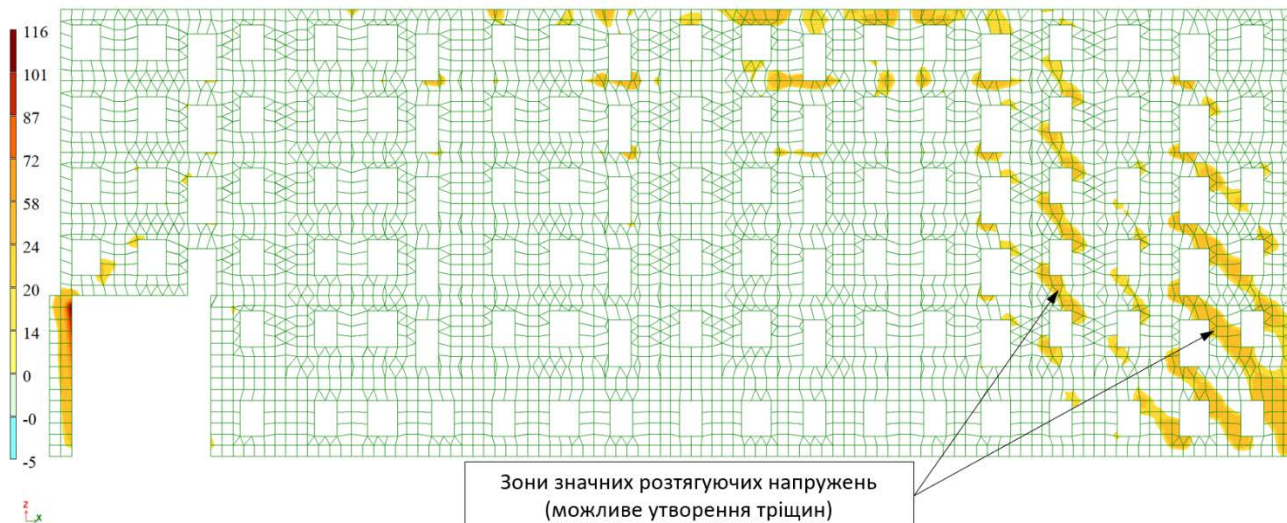 116
101
87
72
58
24
20
14
0
-0
-5
Зони значних розтягуючих напружень
(можливе утворення тріщин)
Z
X